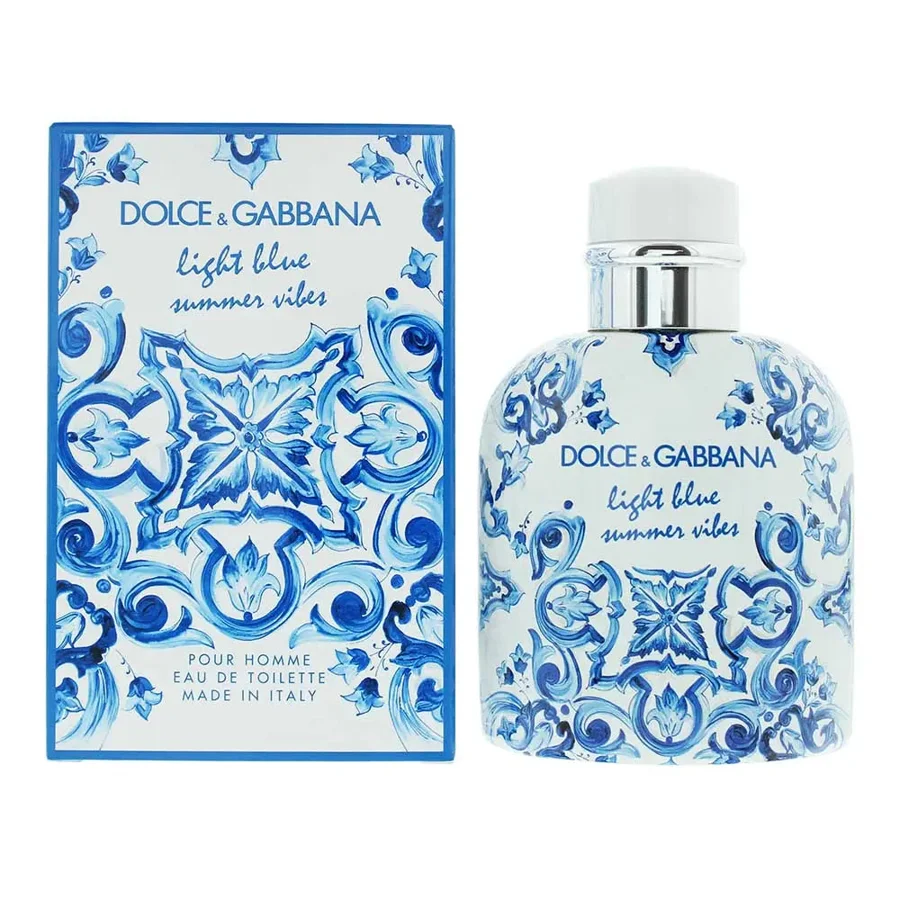 DOLCE & GABBANA
light blue
summer vibes
POUR HOMME
EAU DE TOILETTE
MADE IN ITALY
DOLCE & GABBANA
light blue
summer vibes